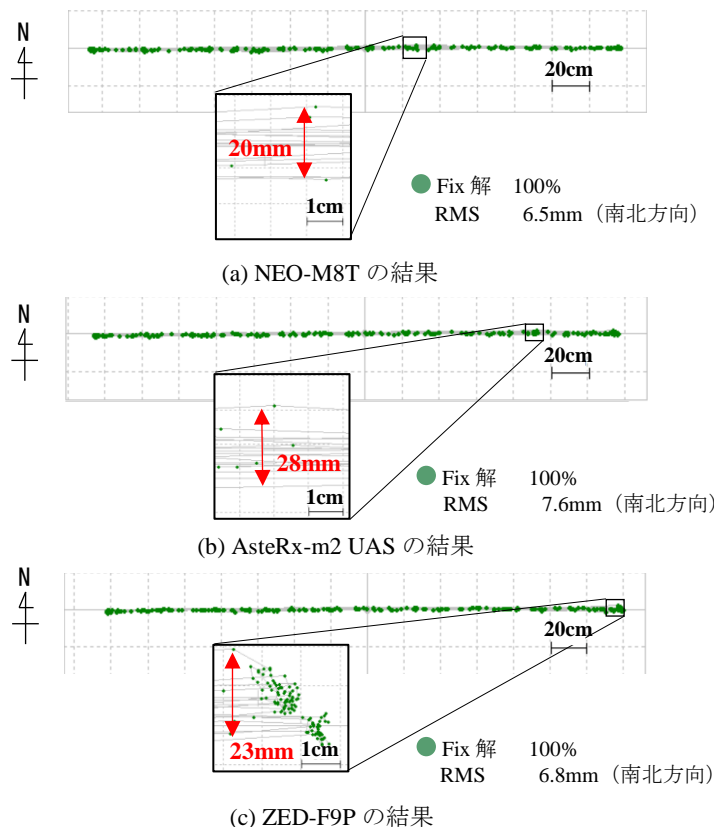 N
20cm
20mm
1cm
Fix 解 100%
RMS 6.5mm（南北方向）
(a) NEO-M8T の結果
N
20cm
28mm
1cm
Fix 解 100%
RMS 7.6mm（南北方向）
(b) AsteRx-m2 UAS の結果
N
20cm
23mm
1cm
Fix 解 100%
RMS 6.8mm（南北方向）
(c) ZED-F9P の結果